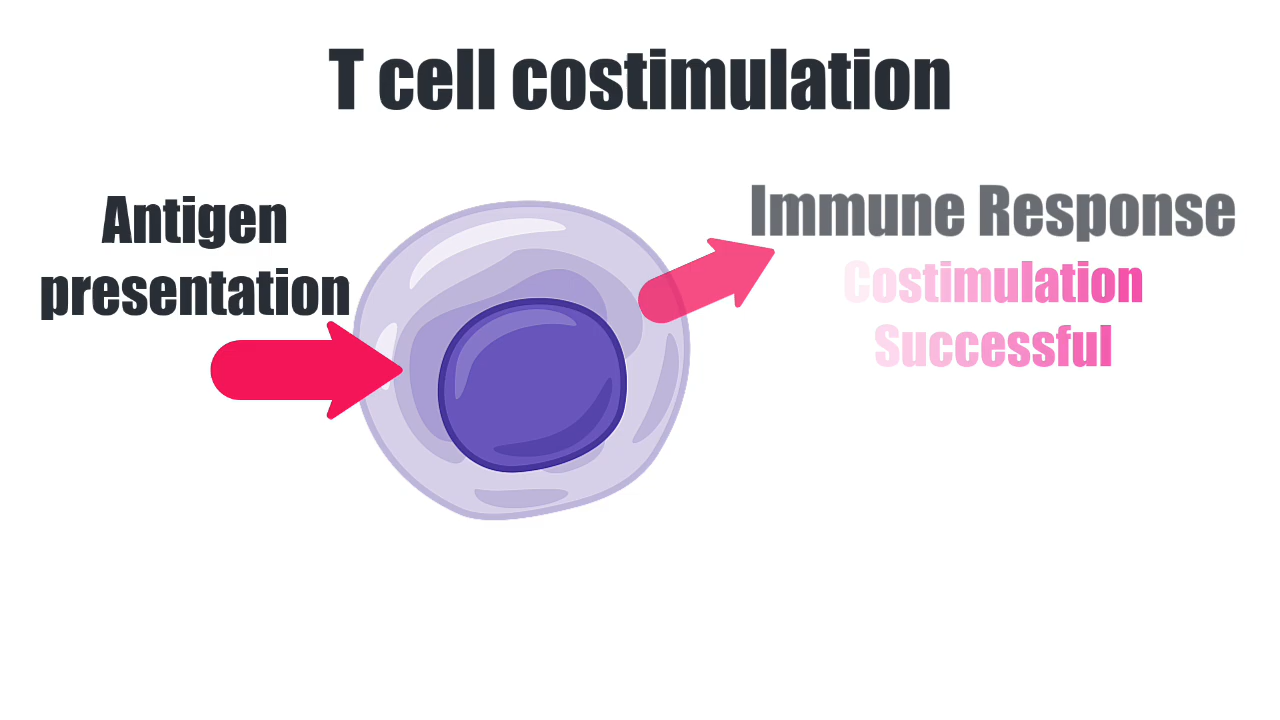 T cell costimulation
Antigen
presentation
Immune Response
Costimulation
Successful